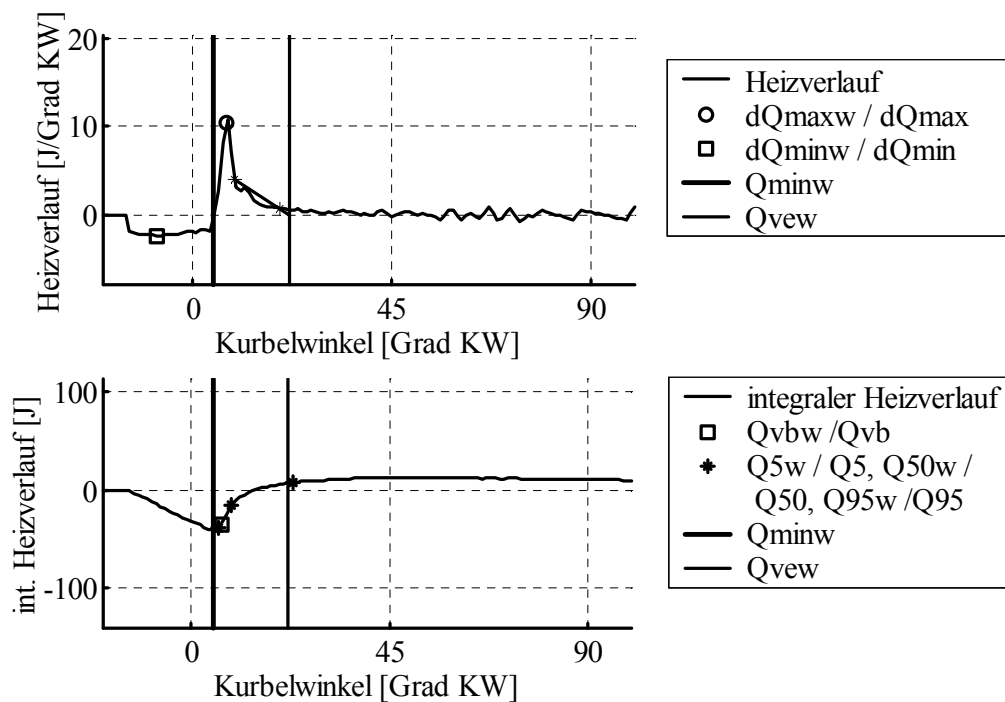 20
10
0
Heizverlauf [J/Grad KW]
0
45
90
Kurbelwinkel [Grad KW]
Heizverlauf
dQmaxw / dQmax
dQminw / dQmin
Qminw
Qvew
100
0
-100
int. Heizverlauf [J]
0
45
90
Kurbelwinkel [Grad KW]
integraler Heizverlauf
Qvbw /Qvb
Q5w / Q5, Q50w /
Q50, Q95w /Q95
Qminw
Qvew